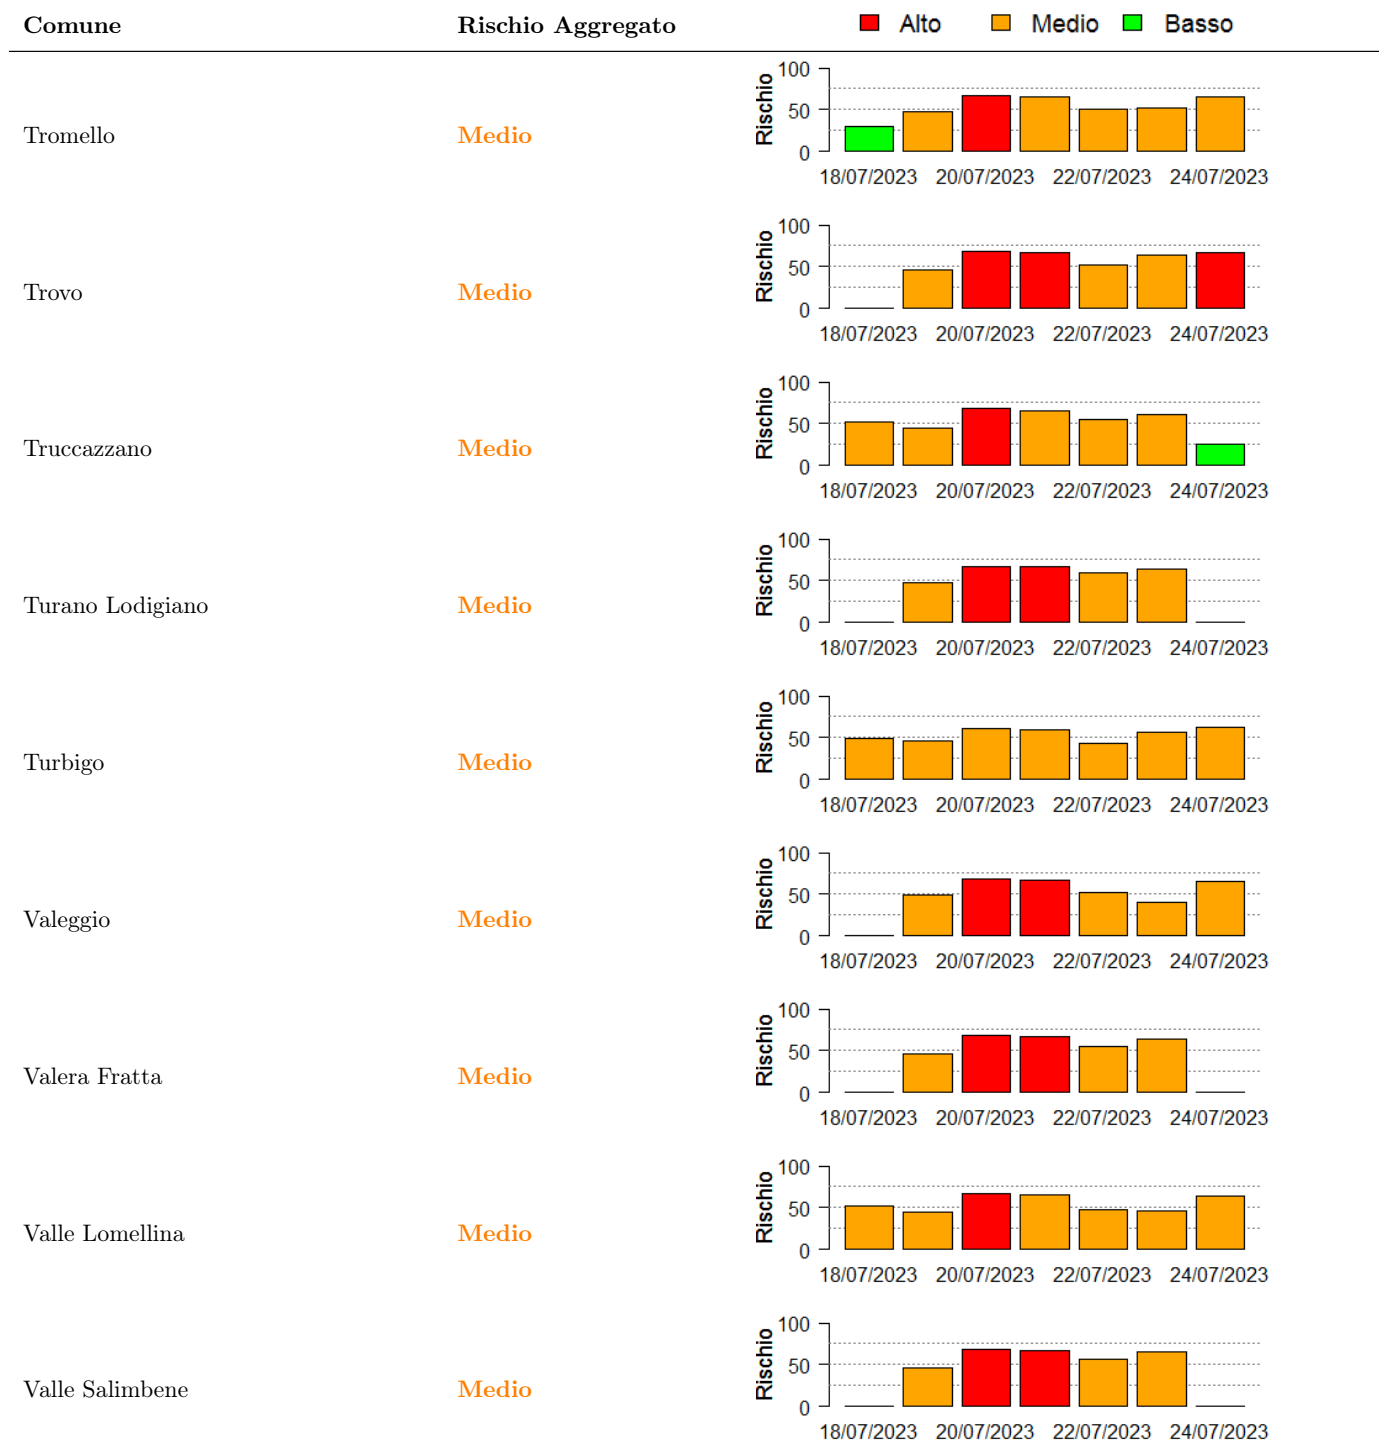 Comune Rischio Aggregato Alto Medio Basso
Tromello Medio Rischio 100 50 0
18/07/2023 20/07/2023 22/07/2023 24/07/2023
Trovo Medio Rischio 100 50 0
18/07/2023 20/07/2023 22/07/2023 24/07/2023
Truccazzano Medio Rischio 100 50 0
18/07/2023 20/07/2023 22/07/2023 24/07/2023
Turano Lodigiano Medio Rischio 100 50 0
18/07/2023 20/07/2023 22/07/2023 24/07/2023
Turbigo Medio Rischio 100 50 0
18/07/2023 20/07/2023 22/07/2023 24/07/2023
Valeggio Medio Rischio 100 50 0
18/07/2023 20/07/2023 22/07/2023 24/07/2023
Valera Fratta Medio Rischio 100 50 0
18/07/2023 20/07/2023 22/07/2023 24/07/2023
Valle Lomellina Medio Rischio 100 50 0
18/07/2023 20/07/2023 22/07/2023 24/07/2023
Valle Salimbene Medio Rischio 100 50 0
18/07/2023 20/07/2023 22/07/2023 24/07/2023